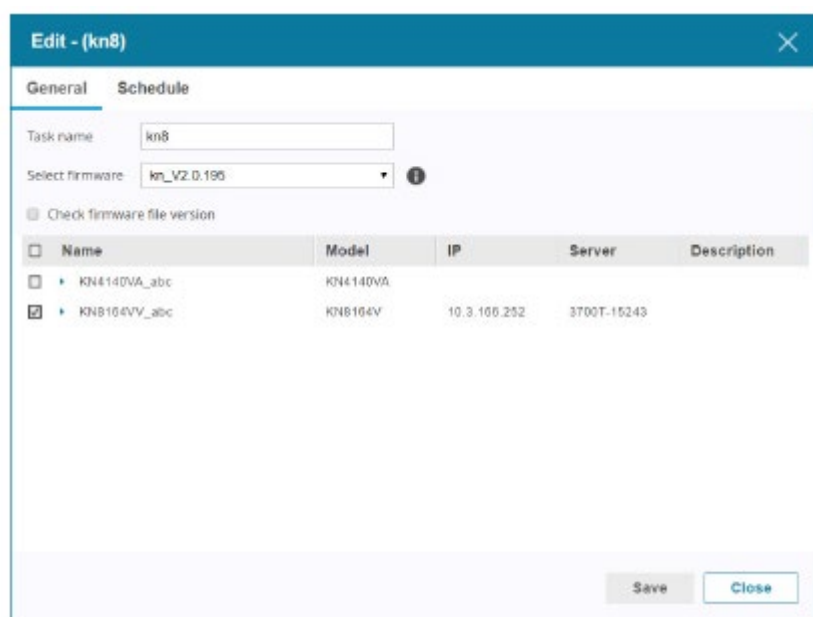 Edit - (kn8)
General Schedule
Task name kn8
Select firmware kn_V2.0.195
Check firmware file version
Name Model IP Server Description
KN4140VA_abc KN4140VA
KN8164VV_abc KN8164V 10.3.166.252 3700T-15243
Save Close